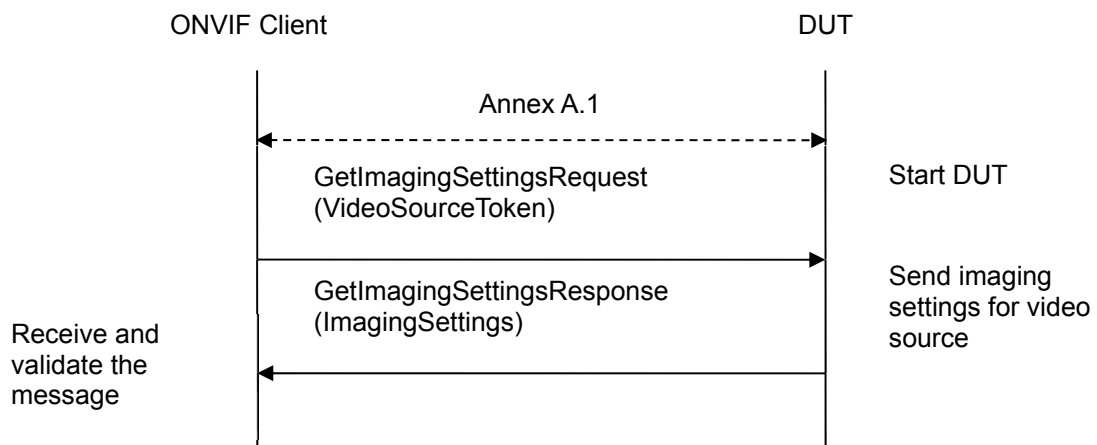 ONVIF Client
DUT
Annex A.1
GetImagingSettingsRequest
(VideoSourceToken)
Start DUT
GetImagingSettingsResponse
(ImagingSettings)
Send imaging
settings for video
source
Receive and
validate the
message